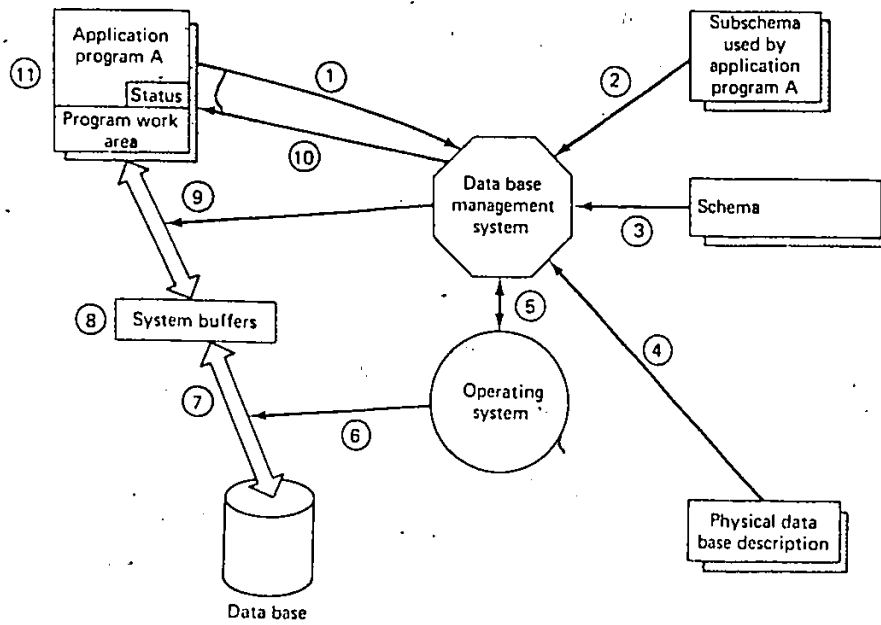 Application
program A
11
Status
Program work
area
1
10
2
Subschema
used by
application
program A
Data base
management
system
3
Schema
9
8
System buffers
5
4
7
Operating
system
6
Physical data
base description
Data base